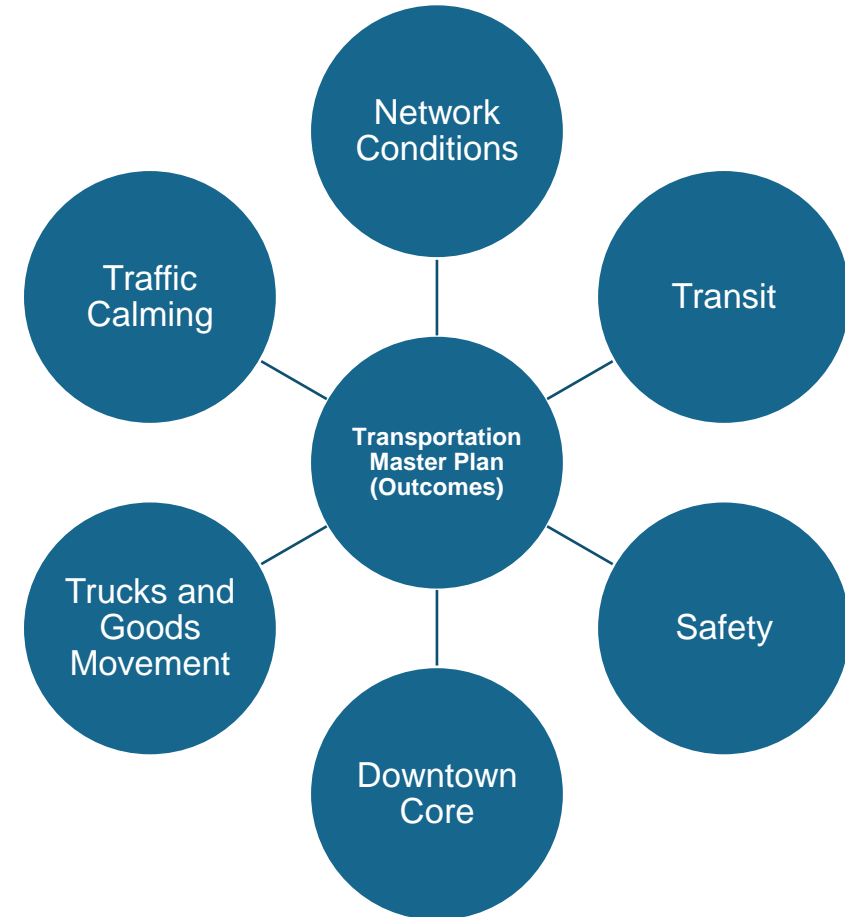 Network
Conditions
Traffic
Calming
Transit
Transportation
Master Plan
(Outcomes)
Trucks and
Goods
Movement
Safety
Downtown
Core